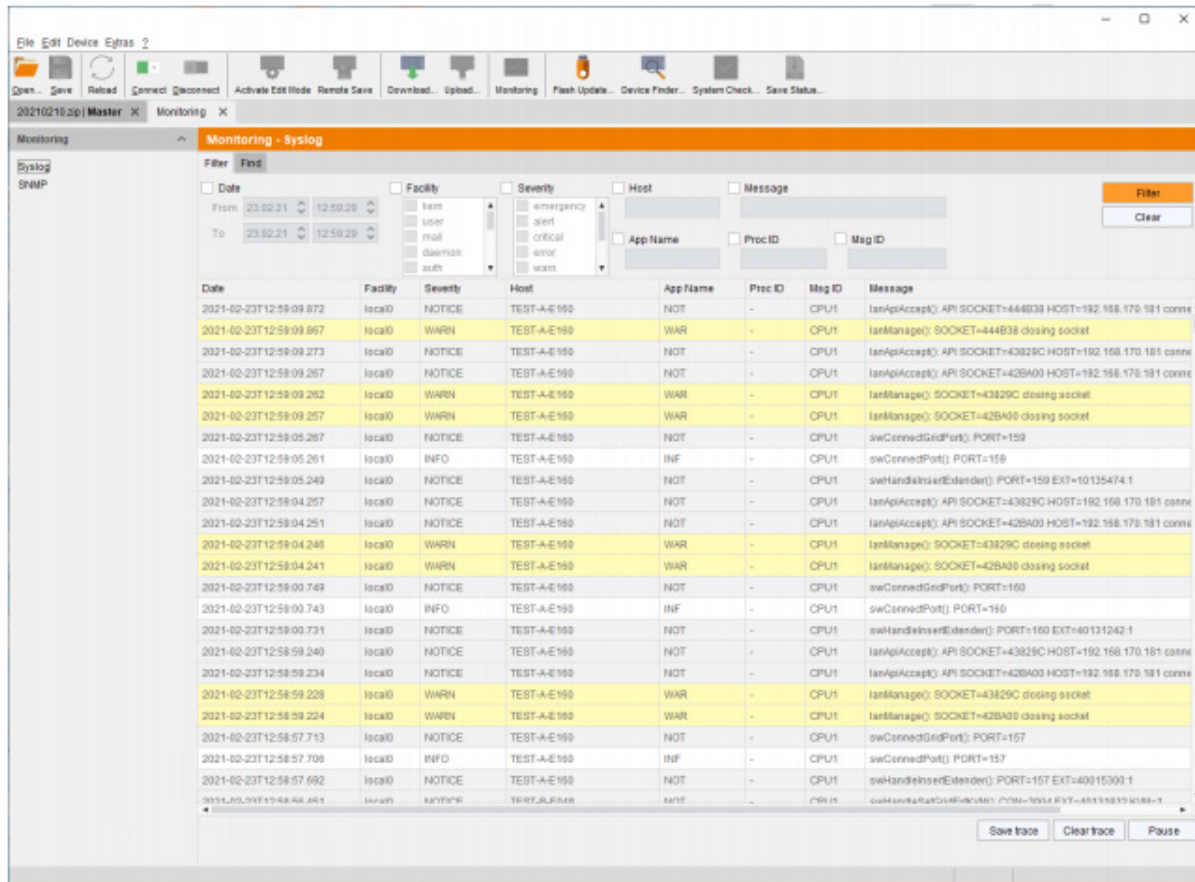 File Edit Device Extras ?
Open... Save Reload Connect Disconnect Activate Edit Mode Remote Save Download... Upload... Monitoring Flash Update... Device Finder... System Check... Save Status...
20210210.zip | Master Monitoring
Monitoring
Syslog
SNMP
Monitoring - Syslog
Filter Find
Date Facility Severity Host Message
From 23.02.21 12:59:29
To 23.02.21 12:59:29
kern
user
mail
daemon
auth
emergency
alert
critical
error
warn
App Name Proc ID Msg ID
Filter
Clear
Date Facility Severity Host App Name Proc ID Msg ID Message
2021-02-23T12:59:09.872 local0 NOTICE TEST-A-E160 NOT - CPU1 lanApiAccept(): API SOCKET=444B38 HOST=192.168.170.181 conne
2021-02-23T12:59:09.867 local0 WARN TEST-A-E160 WAR - CPU1 lanManage(): SOCKET=444B38 closing socket
2021-02-23T12:59:09.273 local0 NOTICE TEST-A-E160 NOT - CPU1 lanApiAccept(): API SOCKET=43829C HOST=192.168.170.181 conne
2021-02-23T12:59:09.267 local0 NOTICE TEST-A-E160 NOT - CPU1 lanApiAccept(): API SOCKET=42BA00 HOST=192.168.170.181 conne
2021-02-23T12:59:09.262 local0 WARN TEST-A-E160 WAR - CPU1 lanManage(): SOCKET=43829C closing socket
2021-02-23T12:59:09.257 local0 WARN TEST-A-E160 WAR - CPU1 lanManage(): SOCKET=42BA00 closing socket
2021-02-23T12:59:05.267 local0 NOTICE TEST-A-E160 NOT - CPU1 swConnectGridPort(): PORT=159
2021-02-23T12:59:05.261 local0 INFO TEST-A-E160 INF - CPU1 swConnectPort(): PORT=159
2021-02-23T12:59:05.249 local0 NOTICE TEST-A-E160 NOT - CPU1 swHandleInsertExtender(): PORT=159 EXT=10135474:1
2021-02-23T12:59:04.257 local0 NOTICE TEST-A-E160 NOT - CPU1 lanApiAccept(): API SOCKET=43829C HOST=192.168.170.181 conne
2021-02-23T12:59:04.251 local0 NOTICE TEST-A-E160 NOT - CPU1 lanApiAccept(): API SOCKET=42BA00 HOST=192.168.170.181 conne
2021-02-23T12:59:04.246 local0 WARN TEST-A-E160 WAR - CPU1 lanManage(): SOCKET=43829C closing socket
2021-02-23T12:59:04.241 local0 WARN TEST-A-E160 WAR - CPU1 lanManage(): SOCKET=42BA00 closing socket
2021-02-23T12:59:00.749 local0 NOTICE TEST-A-E160 NOT - CPU1 swConnectGridPort(): PORT=160
2021-02-23T12:59:00.743 local0 INFO TEST-A-E160 INF - CPU1 swConnectPort(): PORT=160
2021-02-23T12:59:00.731 local0 NOTICE TEST-A-E160 NOT - CPU1 swHandleInsertExtender(): PORT=160 EXT=40131242:1
2021-02-23T12:58:59.240 local0 NOTICE TEST-A-E160 NOT - CPU1 lanApiAccept(): API SOCKET=43829C HOST=192.168.170.181 conne
2021-02-23T12:58:59.234 local0 NOTICE TEST-A-E160 NOT - CPU1 lanApiAccept(): API SOCKET=42BA00 HOST=192.168.170.181 conne
2021-02-23T12:58:59.228 local0 WARN TEST-A-E160 WAR - CPU1 lanManage(): SOCKET=43829C closing socket
2021-02-23T12:58:59.224 local0 WARN TEST-A-E160 WAR - CPU1 lanManage(): SOCKET=42BA00 closing socket
2021-02-23T12:58:57.713 local0 NOTICE TEST-A-E160 NOT - CPU1 swConnectGridPort(): PORT=157
2021-02-23T12:58:57.706 local0 INFO TEST-A-E160 INF - CPU1 swConnectPort(): PORT=157
2021-02-23T12:58:57.692 local0 NOTICE TEST-A-E160 NOT - CPU1 swHandleInsertExtender(): PORT=157 EXT=40015300:1
2021-02-23T12:58:56.451 local0 NOTICE TEST-B-E048 NOT CPU1
Save trace Clear trace Pause